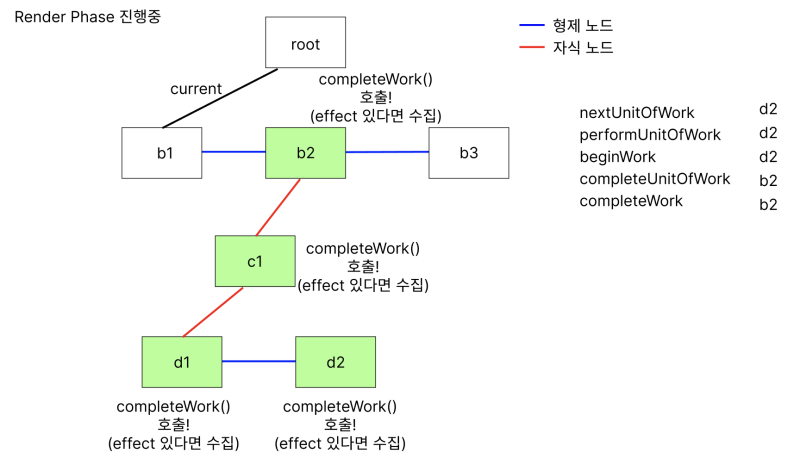 Render Phase 진행중
형제 노드
자식 노드
root
current
completeWork()
호출!
(effect 있다면 수집)
b1
b2
b3
nextUnitOfWork d2
performUnitOfWork d2
beginWork d2
completeUnitOfWork b2
completeWork b2
c1
completeWork()
호출!
(effect 있다면 수집)
d1
d2
completeWork()
호출!
(effect 있다면 수집)
completeWork()
호출!
(effect 있다면 수집)